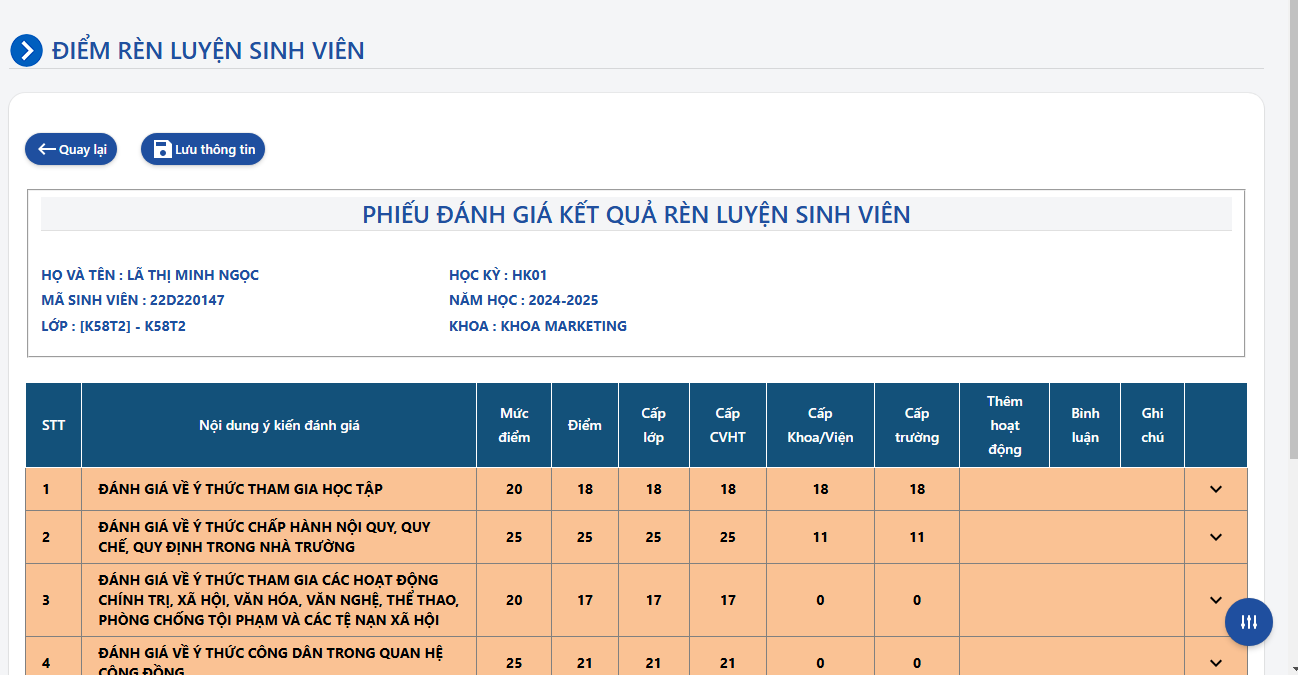 ĐIỂM RÈN LUYỆN SINH VIÊN
Quay lại
Lưu thông tin
PHIẾU ĐÁNH GIÁ KẾT QUẢ RÈN LUYỆN SINH VIÊN
HỌ VÀ TÊN : LÃ THỊ MINH NGỌC
HỌC KỲ : HK01
MÃ SINH VIÊN : 22D220147
NĂM HỌC : 2024-2025
LỚP : [K58T2] - K58T2
KHOA : KHOA MARKETING
STT
Nội dung ý kiến đánh giá
Mức
điểm
Điểm
Cấp
lớp
Cấp
CVHT
Cấp
Khoa/Viện
Cấp
trường
Thêm
hoạt
động
Bình
luận
Ghi
chú
1
ĐÁNH GIÁ VỀ Ý THỨC THAM GIA HỌC TẬP
20
18
18
18
18
18
2
ĐÁNH GIÁ VỀ Ý THỨC CHẤP HÀNH NỘI QUY, QUY
CHẾ, QUY ĐỊNH TRONG NHÀ TRƯỜNG
25
25
25
25
11
11
3
ĐÁNH GIÁ VỀ Ý THỨC THAM GIA CÁC HOẠT ĐỘNG
CHÍNH TRỊ, XÃ HỘI, VĂN HÓA, VĂN NGHỆ, THỂ THAO,
PHÒNG CHỐNG TỘI PHẠM VÀ CÁC TỆ NẠN XÃ HỘI
20
17
17
17
0
0
4
ĐÁNH GIÁ VỀ Ý THỨC CÔNG DÂN TRONG QUAN HỆ
CỘNG ĐỒNG
25
21
21
21
0
0